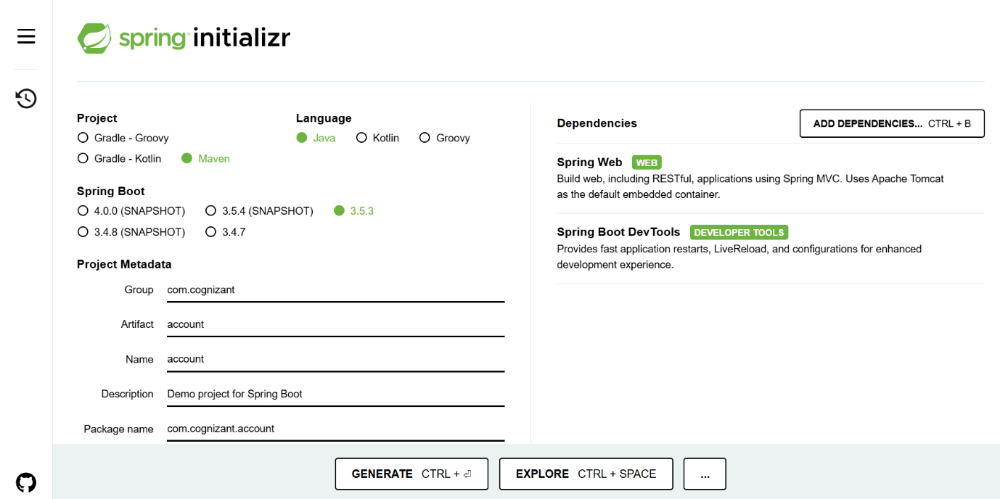 spring initializr
Project
Gradle - Groovy
Gradle - Kotlin Maven
Language
Java Kotlin Groovy
Spring Boot
4.0.0 (SNAPSHOT) 3.5.4 (SNAPSHOT) 3.5.3
3.4.8 (SNAPSHOT) 3.4.7
Project Metadata
Group com.cognizant
Artifact account
Name account
Description Demo project for Spring Boot
Package name com.cognizant.account
Dependencies
ADD DEPENDENCIES... CTRL + B
Spring Web WEB
Build web, including RESTful, applications using Spring MVC. Uses Apache Tomcat
as the default embedded container.
Spring Boot DevTools DEVELOPER TOOLS
Provides fast application restarts, LiveReload, and configurations for enhanced
development experience.
GENERATE CTRL + ⏎
EXPLORE CTRL + SPACE
...